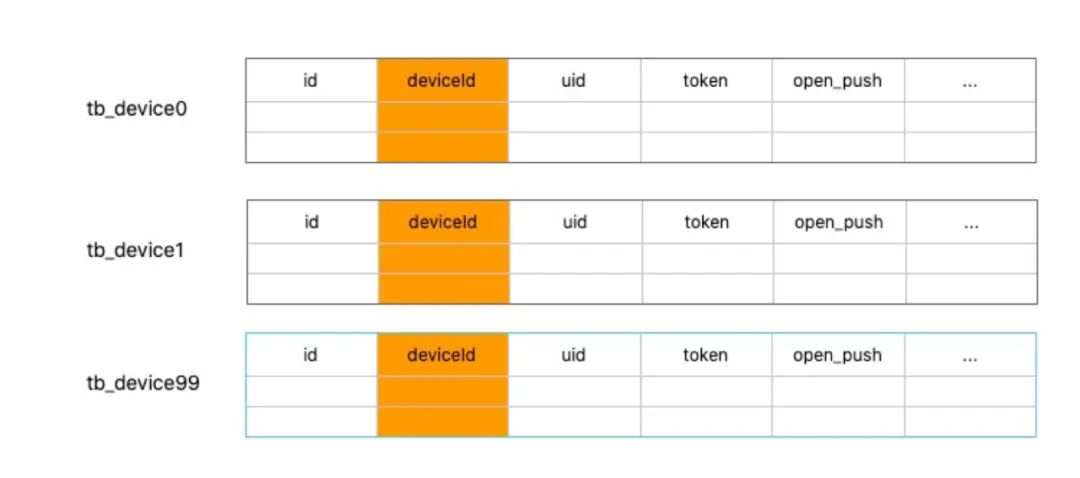 id deviceId uid token open_push ...
tb_device0
id deviceId uid token open_push ...
tb_device1
id deviceId uid token open_push ...
tb_device99